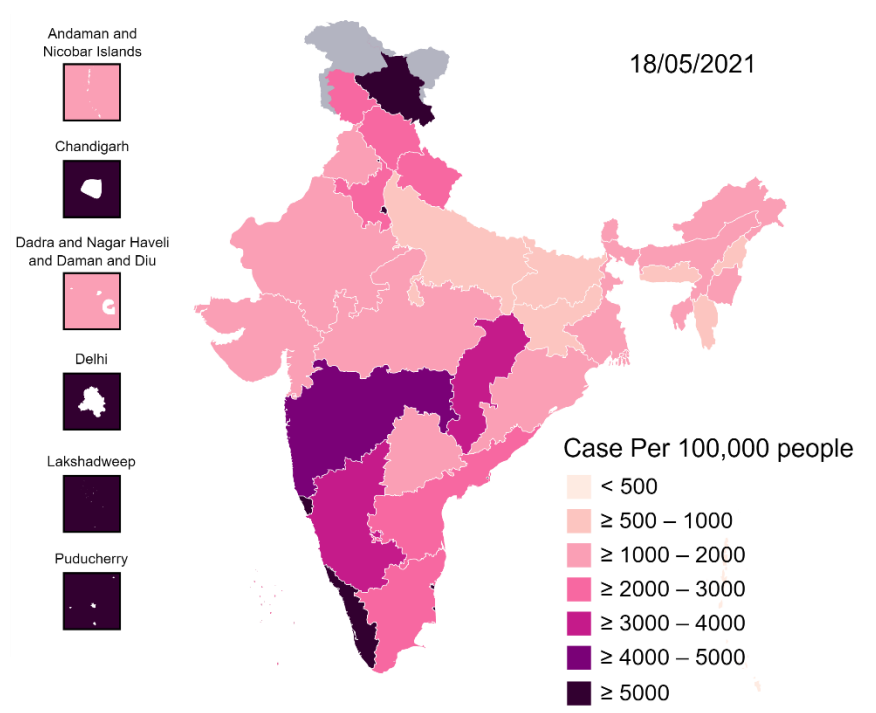 Andaman and
Nicobar Islands
18/05/2021
Chandigarh
Dadra and Nagar Haveli
and Daman and Diu
Delhi
Lakshadweep
Puducherry
Case Per 100,000 people
< 500
≥ 500 – 1000
≥ 1000 – 2000
≥ 2000 – 3000
≥ 3000 – 4000
≥ 4000 – 5000
≥ 5000